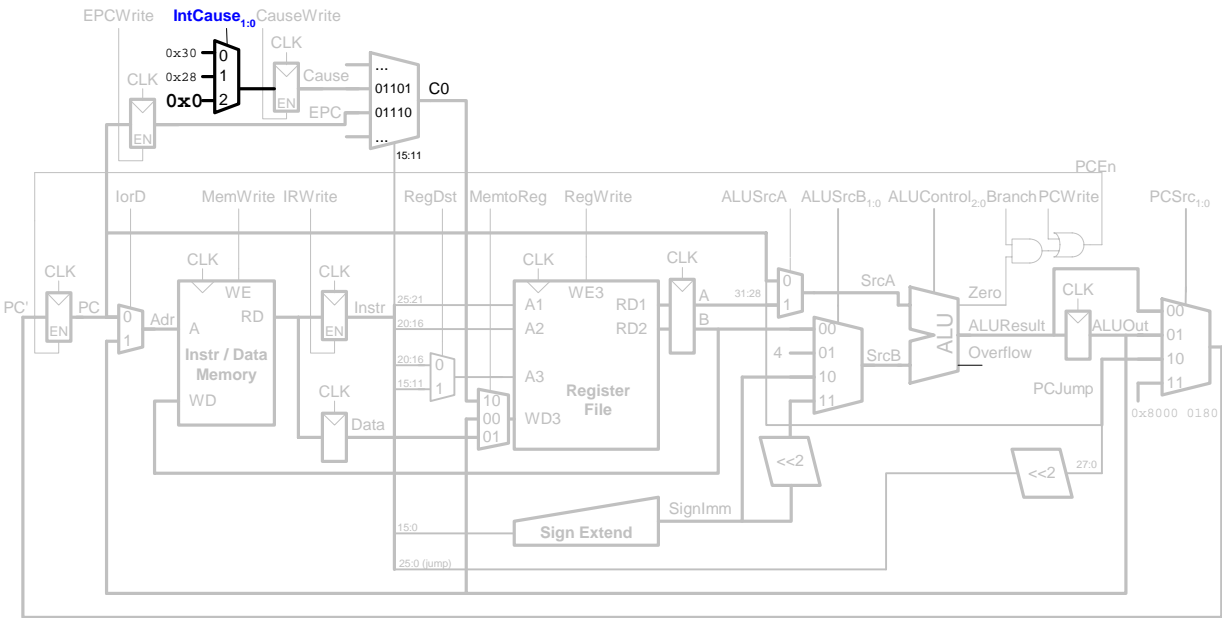 EPCWrite IntCause1:0 CauseWrite
0x30 0 CLK ...
0x28 1 Cause 01101 C0
CLK 0x0 2 EN EPC 01110
EN ...
15:11
PCEn
IorD MemWrite IRWrite RegDst MemtoReg RegWrite ALUSrcA ALUSrcB1:0 ALUControl2:0 Branch PCWrite PCSrc1:0
CLK CLK CLK CLK CLK
PC' PC EN 0 1 Adr
WE
A RD
Instr / Data
Memory
WD
EN Instr
CLK
Data
25:21
20:16
20:16 0
15:11 1
10
00
01
WE3
A1 RD1
A2 RD2
A3
Register
File
WD3
A
B
31:28
0
1
SrcA
00
4 01
10
11
SrcB
ALU
Zero
ALUResult
Overflow
CLK
ALUOut
00
01
10
11
PCJump
0x8000 0180
<<2
<<2 27:0
SignImm
15:0 Sign Extend
25:0 (jump)